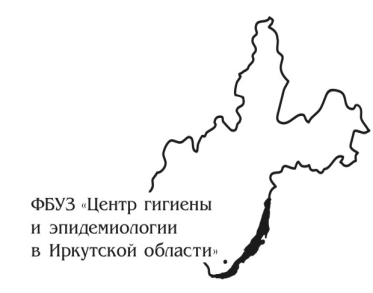 ФБУЗ «Центр гигиены
и эпидемиологии
в Иркутской области»